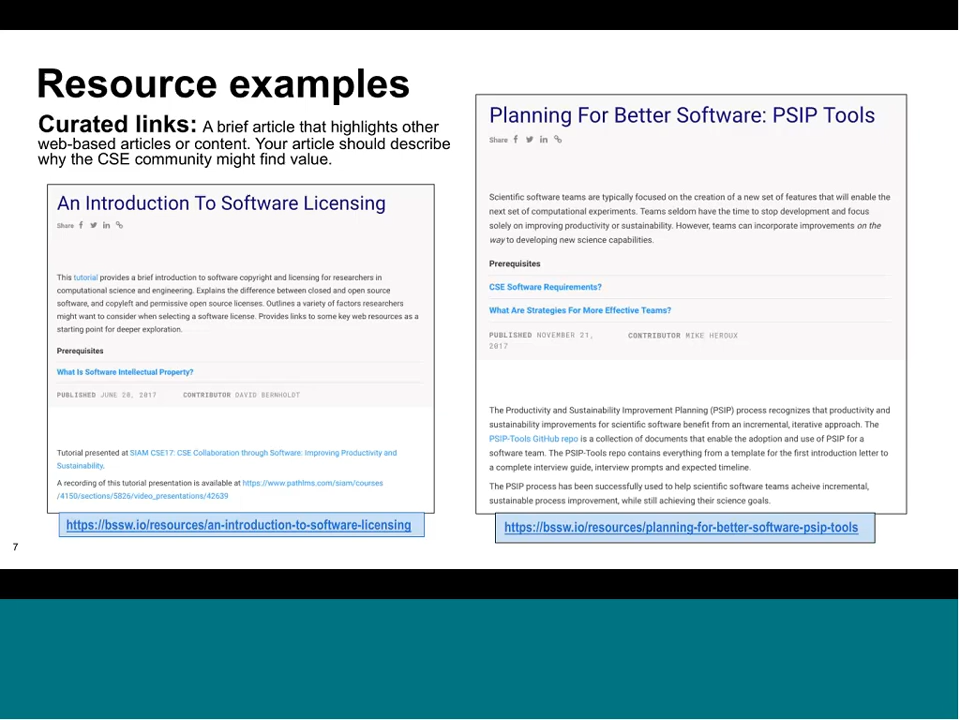 Resource examples
Curated links: A brief article that highlights other
web-based articles or content. Your article should describe
why the CSE community might find value.
An Introduction To Software Licensing
Share
This tutorial provides a brief introduction to software copyright and licensing for researchers in
computational science and engineering. Explains the difference between closed and open source
software, and copyleft and permissive open source licenses. Outlines a variety of factors researchers
might want to consider when selecting a software license. Provides links to some key web resources as a
starting point for deeper exploration.
Prerequisites
What Is Software Intellectual Property?
PUBLISHED JUNE 20, 2017 CONTRIBUTOR DAVID BERNHOLDT
Tutorial presented at SIAM CSE17: CSE Collaboration through Software: Improving Productivity and
Sustainability.
A recording of this tutorial presentation is available at https://www.pathlms.com/siam/courses
/4150/sections/5826/video_presentations/42639
https://bssw.io/resources/an-introduction-to-software-licensing
Planning For Better Software: PSIP Tools
Share
Scientific software teams are typically focused on the creation of a new set of features that will enable the
next set of computational experiments. Teams seldom have the time to stop development and focus
solely on improving productivity or sustainability. However, teams can incorporate improvements on the
way to developing new science capabilities.
Prerequisites
CSE Software Requirements?
What Are Strategies For More Effective Teams?
PUBLISHED NOVEMBER 21, CONTRIBUTOR MIKE HEROUX
2017
The Productivity and Sustainability Improvement Planning (PSIP) process recognizes that productivity and
sustainability improvements for scientific software benefit from an incremental, iterative approach. The
PSIP-Tools GitHub repo is a collection of documents that enable the adoption and use of PSIP for a
software team. The PSIP-Tools repo contains everything from a template for the first introduction letter to
a complete interview guide, interview prompts and expected timeline.
The PSIP process has been successfully used to help scientific software teams acheive incremental,
sustainable process improvement, while still achieving their science goals.
https://bssw.io/resources/planning-for-better-software-psip-tools
7